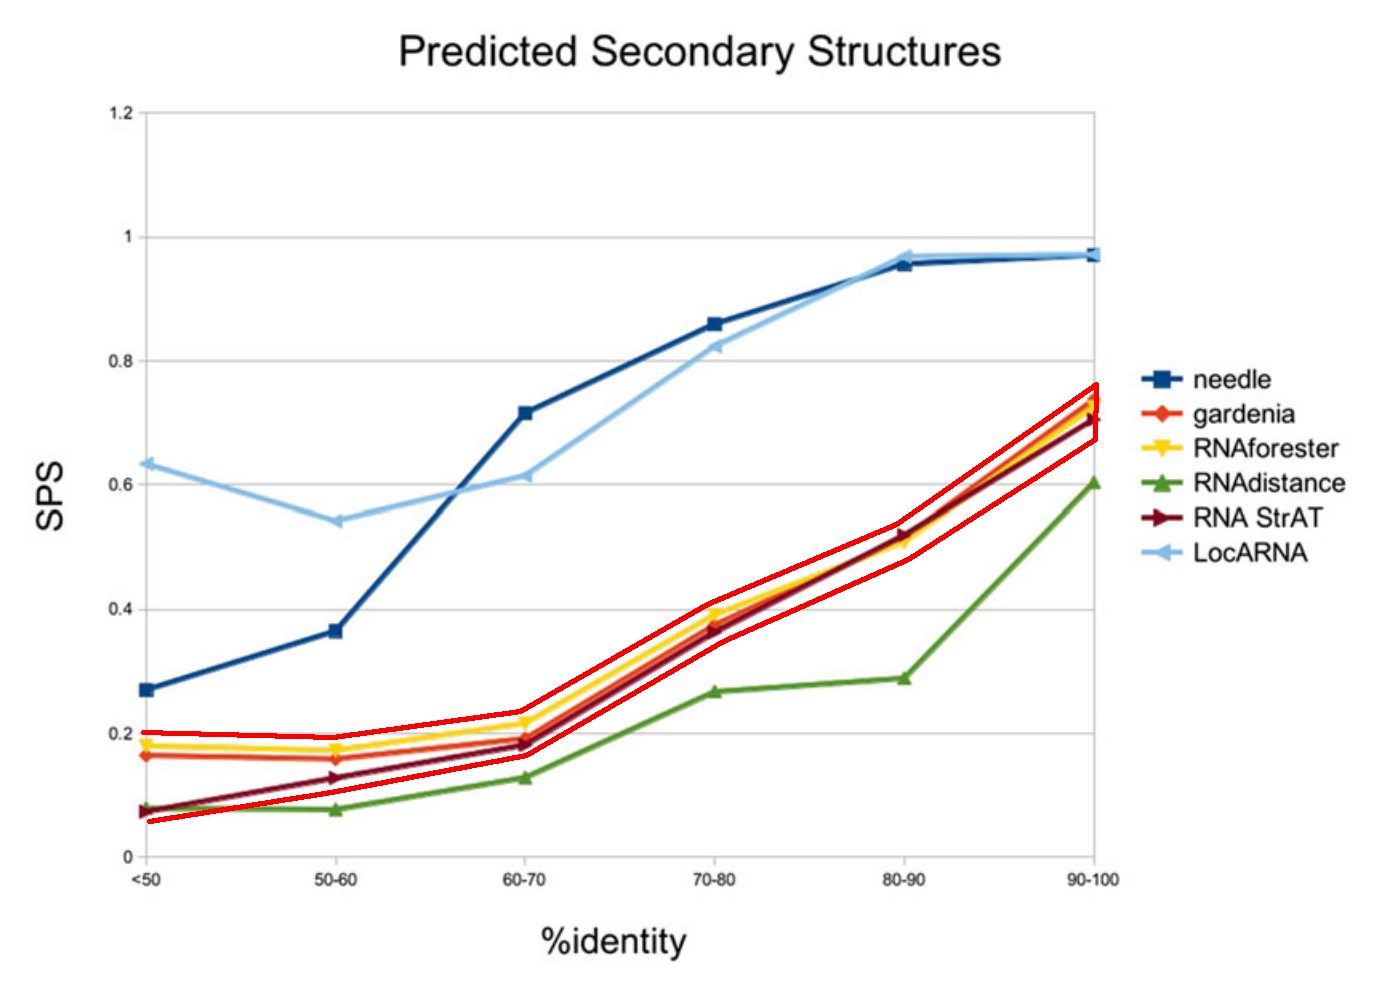 Predicted Secondary Structures
1.2
1
0.8
0.6
0.4
0.2
0
SPS
<50 50-60 60-70 70-80 80-90 90-100
%identity
needle
gardenia
RNAforester
RNAdistance
RNA StrAT
LocARNA